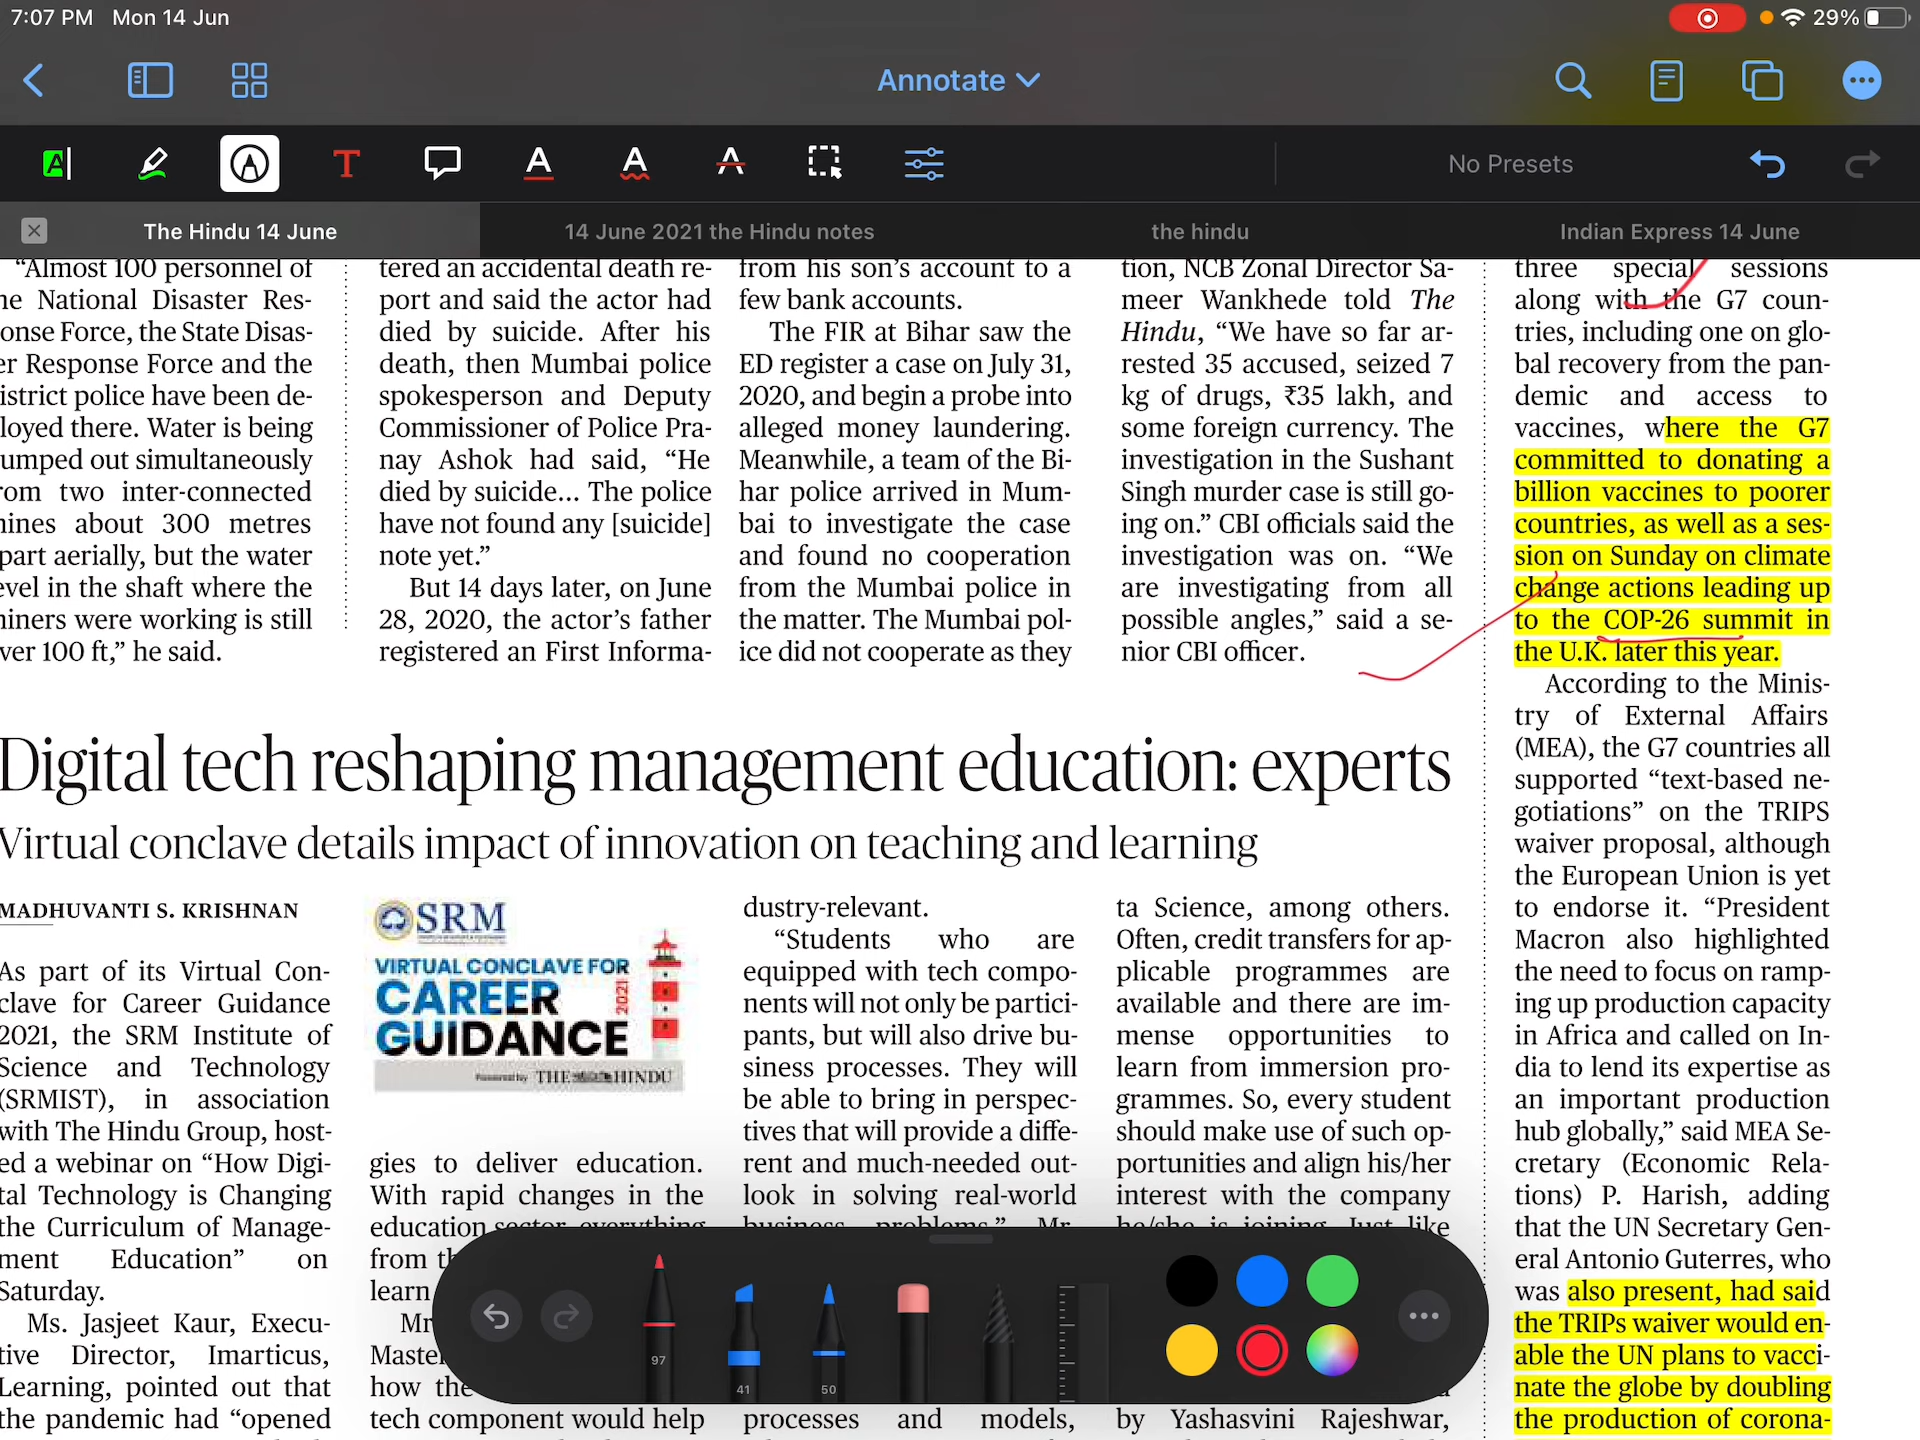 7:07 PM Mon 14 Jun
29%
Annotate
No Presets
The Hindu 14 June
14 June 2021 the Hindu notes
the hindu
Indian Express 14 June
“Almost 100 personnel of
he National Disaster Res-
onse Force, the State Disas-
er Response Force and the
istrict police have been de-
loyed there. Water is being
umped out simultaneously
rom two inter-connected
nines about 300 metres
part aerially, but the water
evel in the shaft where the
niners were working is still
ver 100 ft,” he said.
tered an accidental death re-
port and said the actor had
died by suicide. After his
death, then Mumbai police
spokesperson and Deputy
Commissioner of Police Pra-
nay Ashok had said, “He
died by suicide... The police
have not found any [suicide]
note yet.”
But 14 days later, on June
28, 2020, the actor’s father
registered an First Informa-
from his son’s account to a
few bank accounts.
The FIR at Bihar saw the
ED register a case on July 31,
2020, and begin a probe into
alleged money laundering.
Meanwhile, a team of the Bi-
har police arrived in Mum-
bai to investigate the case
and found no cooperation
from the Mumbai police in
the matter. The Mumbai pol-
ice did not cooperate as they
tion, NCB Zonal Director Sa-
meer Wankhede told The
Hindu, “We have so far ar-
rested 35 accused, seized 7
kg of drugs, ₹35 lakh, and
some foreign currency. The
investigation in the Sushant
Singh murder case is still go-
ing on.” CBI officials said the
investigation was on. “We
are investigating from all
possible angles,” said a se-
nior CBI officer.
three special sessions
along with the G7 coun-
tries, including one on glo-
bal recovery from the pan-
demic and access to
vaccines, where the G7
committed to donating a
billion vaccines to poorer
countries, as well as a ses-
sion on Sunday on climate
change actions leading up
to the COP-26 summit in
the U.K. later this year.
According to the Minis-
try of External Affairs
(MEA), the G7 countries all
supported “text-based ne-
gotiations” on the TRIPS
waiver proposal, although
the European Union is yet
to endorse it. “President
Macron also highlighted
the need to focus on ramp-
ing up production capacity
in Africa and called on In-
dia to lend its expertise as
an important production
hub globally,” said MEA Se-
cretary (Economic Rela-
tions) P. Harish, adding
that the UN Secretary Gen-
eral Antonio Guterres, who
was also present, had said
the TRIPs waiver would en-
able the UN plans to vacci-
nate the globe by doubling
the production of corona-
Digital tech reshaping management education: experts
Virtual conclave details impact of innovation on teaching and learning
MADHUVANTI S. KRISHNAN
As part of its Virtual Con-
clave for Career Guidance
2021, the SRM Institute of
Science and Technology
(SRMIST), in association
with The Hindu Group, host-
ed a webinar on “How Digi-
tal Technology is Changing
the Curriculum of Manage-
ment Education” on
Saturday.
Ms. Jasjeet Kaur, Execu-
tive Director, Imarticus,
Learning, pointed out that
the pandemic had “opened
SRM
VIRTUAL CONCLAVE FOR
CAREER
GUIDANCE
2021
Presented by THE HINDU
gies to deliver education.
With rapid changes in the
education sector, everything
from th
learn
Mr
Master
how the
tech component would help
dustry-relevant.
“Students who are
equipped with tech compo-
nents will not only be partici-
pants, but will also drive bu-
siness processes. They will
be able to bring in perspec-
tives that will provide a diffe-
rent and much-needed out-
look in solving real-world
business problems.” Mr.
processes and models,
ta Science, among others.
Often, credit transfers for ap-
plicable programmes are
available and there are im-
mense opportunities to
learn from immersion pro-
grammes. So, every student
should make use of such op-
portunities and align his/her
interest with the company
he/she is joining. Just like
by Yashasvini Rajeshwar,
97
41
50